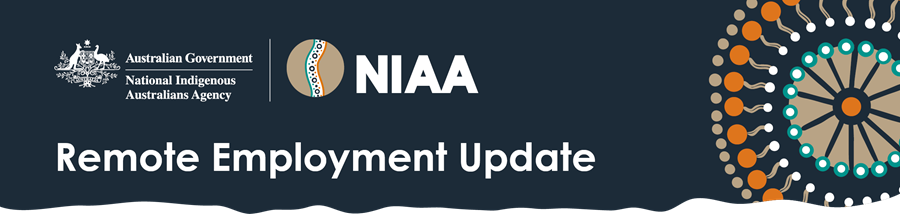 Australian Government
National Indigenous
Australians Agency
NIAA
Remote Employment Update